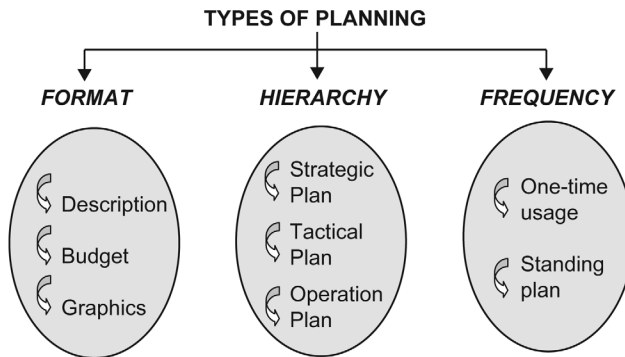 TYPES OF PLANNING
FORMAT
HIERARCHY
FREQUENCY
Description
Budget
Graphics
Strategic
Plan
Tactical
Plan
Operation
Plan
One-time
usage
Standing
plan